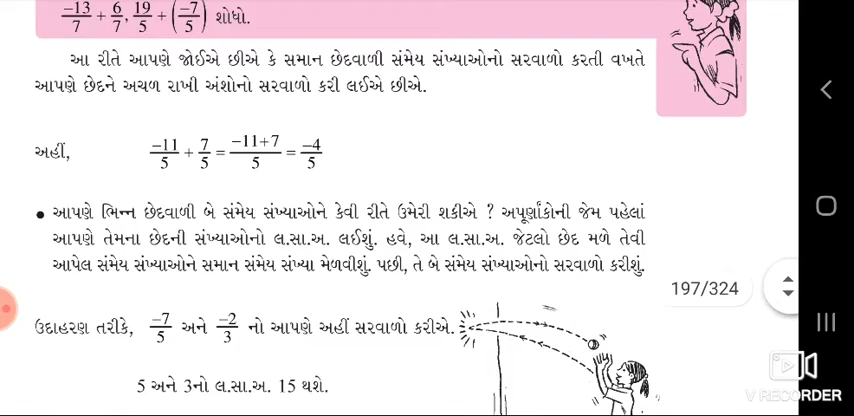 -13/7 + 6/7, 19/5 + (-7/5) શોધો.
આ રીતે આપણે જોઈએ છીએ કે સમાન છેદવાળી સંમેય સંખ્યાઓનો સરવાળો કરતી વખતે
આપણે છેદને અચળ રાખી અંશોનો સરવાળો કરી લઈએ છીએ.
અહીં, -11/5 + 7/5 = -11+7/5 = -4/5
• આપણે ભિન્ન છેદવાળી બે સંમેય સંખ્યાઓને કેવી રીતે ઉમેરી શકીએ ? અપૂર્ણાંકોની જેમ પહેલાં
આપણે તેમના છેદની સંખ્યાઓનો લ.સા.અ. લઈશું. હવે, આ લ.સા.અ. જેટલો છેદ મળે તેવી
આપેલ સંમેય સંખ્યાઓને સમાન સંમેય સંખ્યા મેળવીશું. પછી, તે બે સંમેય સંખ્યાઓનો સરવાળો કરીશું.
197/324
ઉદાહરણ તરીકે, -7/5 અને -2/3 નો આપણે અહીં સરવાળો કરીએ.
5 અને 3નો લ.સા.અ. 15 થશે.
V RECORDER